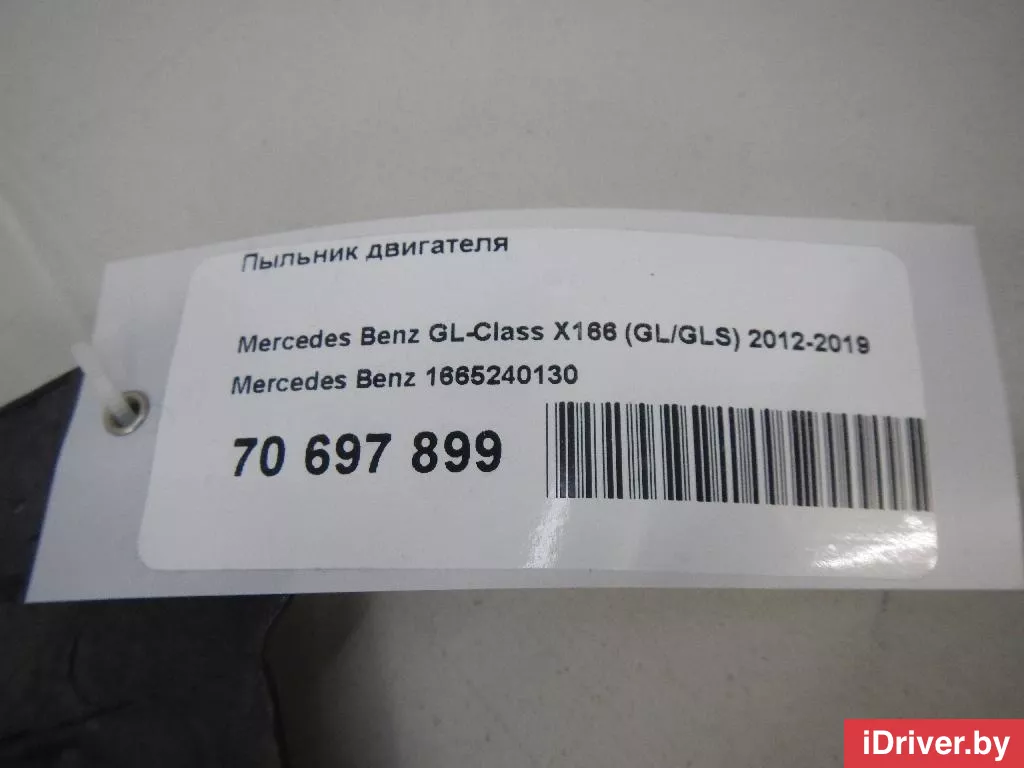 Пыльник двигателя
Mercedes Benz GL-Class X166 (GL/GLS) 2012-2019
Mercedes Benz 1665240130
70 697 899
iDriver.by